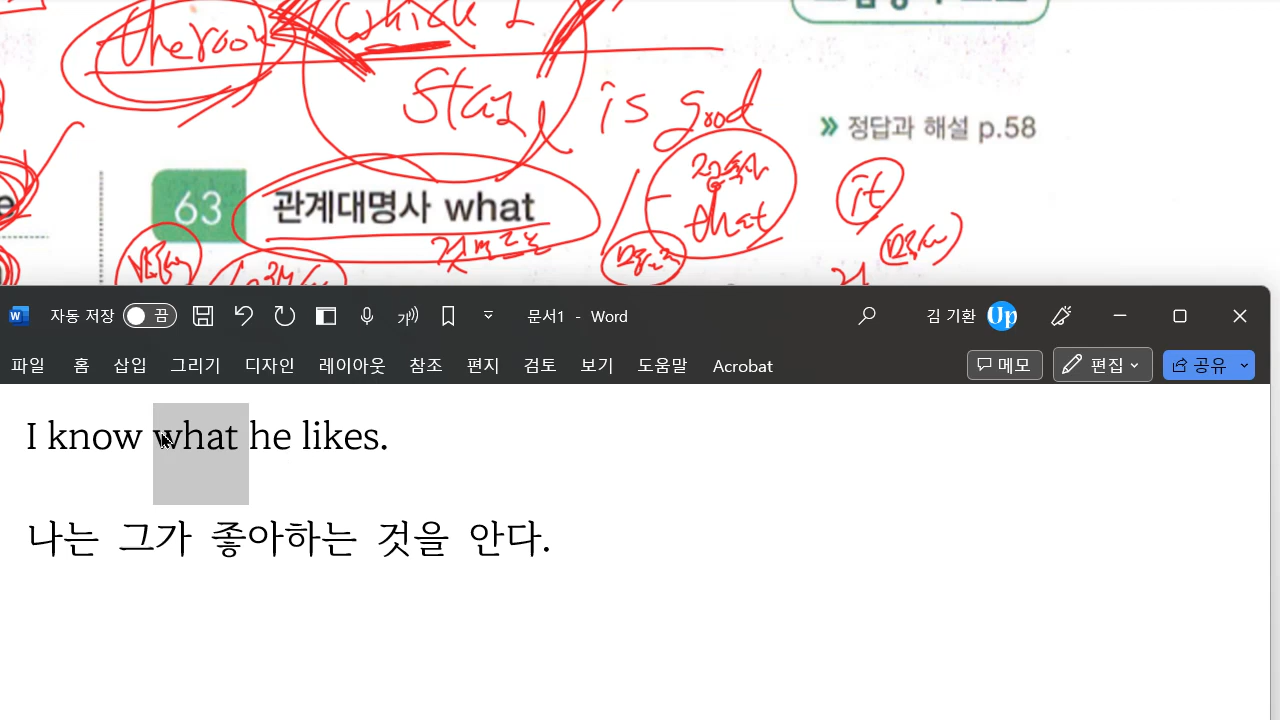 the room which I
stay is good
정답과 해설 p.58
63 관계대명사 what 접속사
that it
자동 저장 끔 가)) 문서1 - Word 김 기환 Up
파일 홈 삽입 그리기 디자인 레이아웃 참조 편지 검토 보기 도움말 Acrobat 메모 편집 공유
I know what he likes.
나는 그가 좋아하는 것을 안다.